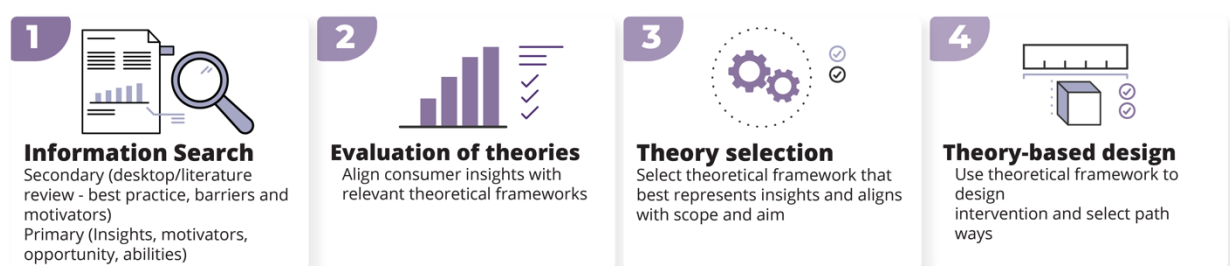 1
Information Search
Secondary (desktop/literature
review - best practice, barriers and
motivators)
Primary (Insights, motivators,
opportunity, abilities)
2
Evaluation of theories
Align consumer insights with
relevant theoretical frameworks
3
Theory selection
Select theoretical framework that
best represents insights and aligns
with scope and aim
4
Theory-based design
Use theoretical framework to
design
intervention and select path
ways